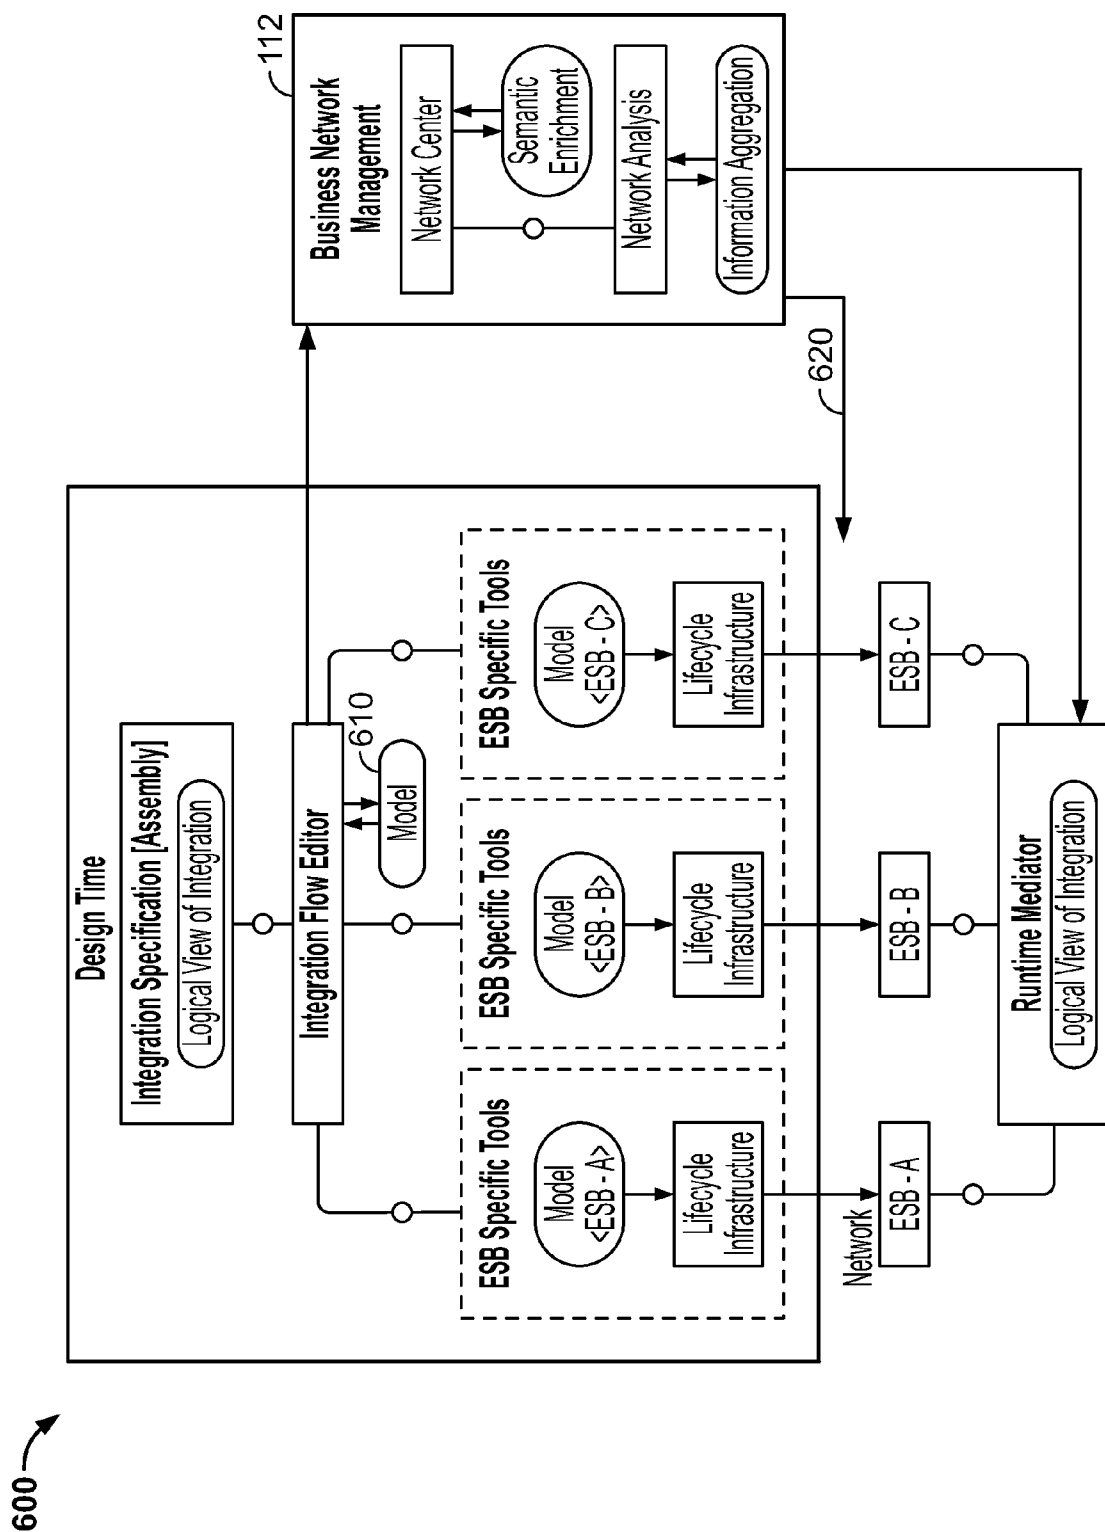 600
Design Time
Integration Specification [Assembly]
Logical View of Integration
Integration Flow Editor
Model
610
ESB Specific Tools
Model
<ESB - A>
Lifecycle
Infrastructure
ESB Specific Tools
Model
<ESB - B>
Lifecycle
Infrastructure
ESB Specific Tools
Model
<ESB - C>
Lifecycle
Infrastructure
Network
ESB - A
ESB - B
ESB - C
Runtime Mediator
Logical View of Integration
112
Business Network
Management
Network Center
Semantic
Enrichment
Network Analysis
Information Aggregation
620